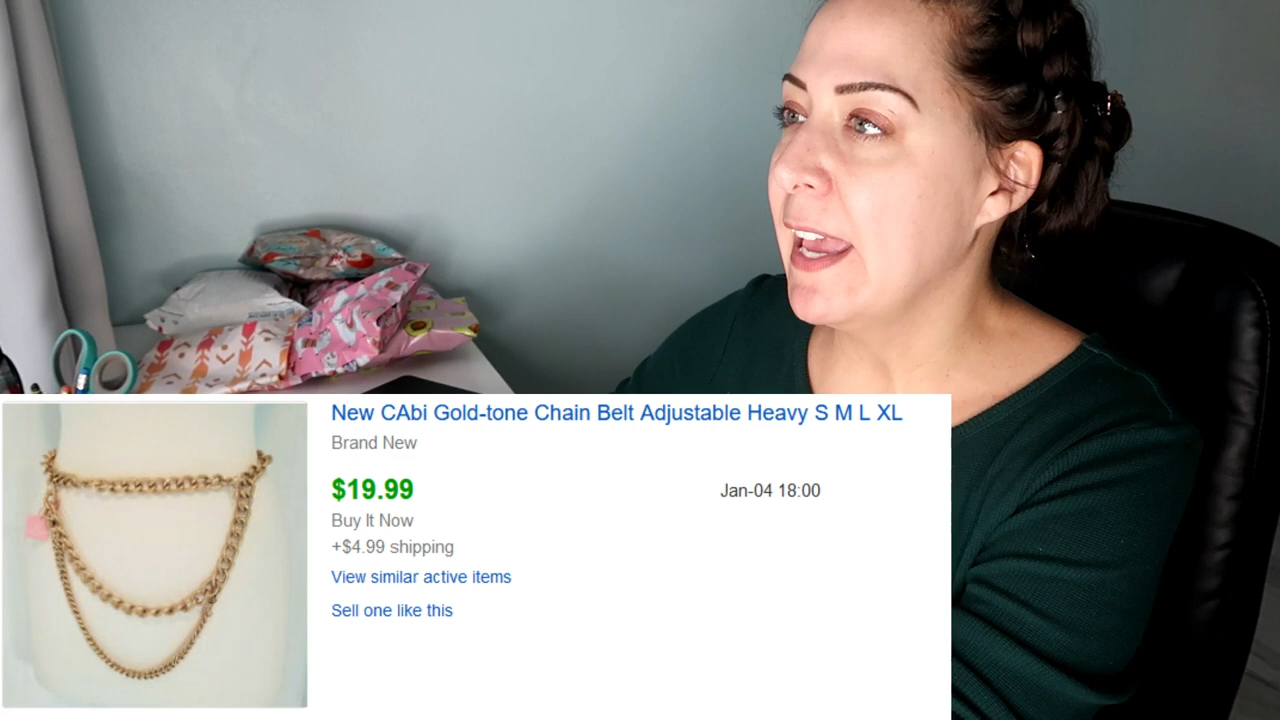 New CAbi Gold-tone Chain Belt Adjustable Heavy S M L XL
Brand New
$19.99
Jan-04 18:00
Buy It Now
+$4.99 shipping
View similar active items
Sell one like this